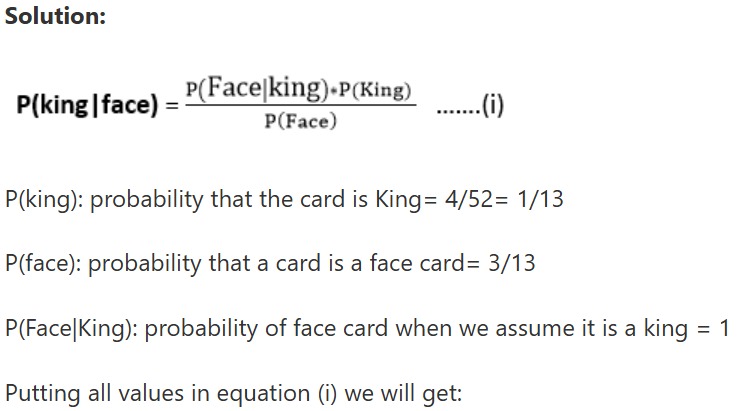 Solution:
P(king|face) = P(Face|king)*P(King) / P(Face) .......(i)
P(king): probability that the card is King= 4/52= 1/13
P(face): probability that a card is a face card= 3/13
P(Face|King): probability of face card when we assume it is a king = 1
Putting all values in equation (i) we will get: